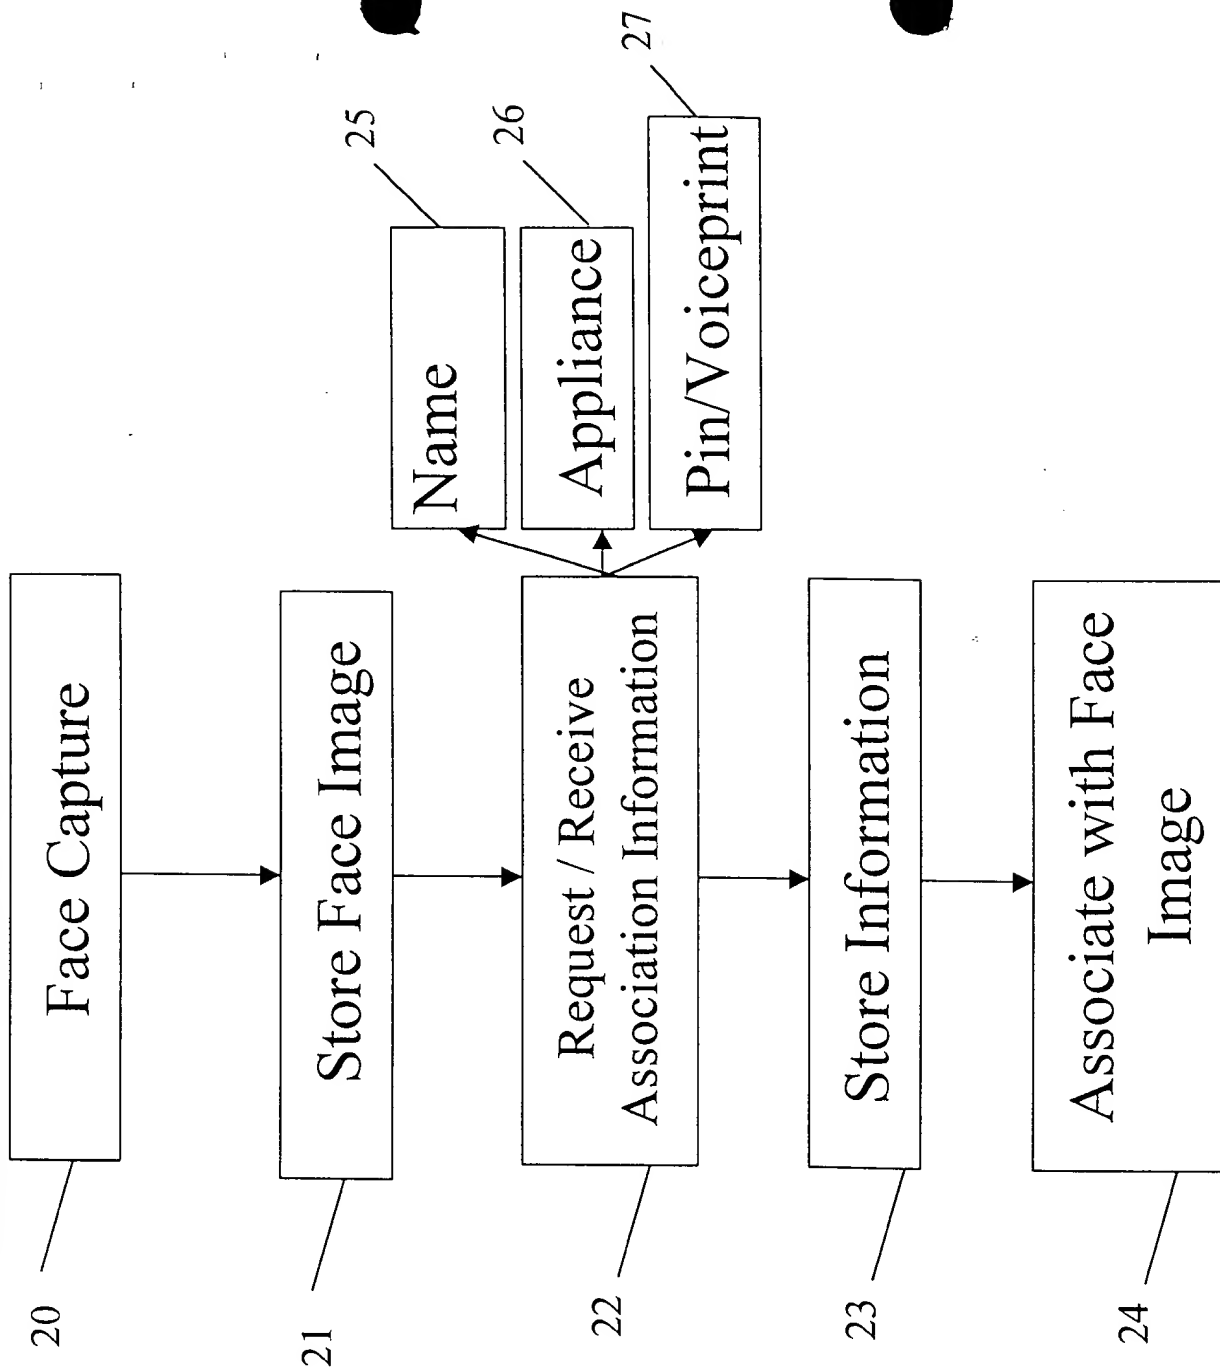 20
Face Capture
21
Store Face Image
22
Request / Receive
Association Information
Name
25
Appliance
26
Pin/Voiceprint
27
23
Store Information
24
Associate with Face
Image